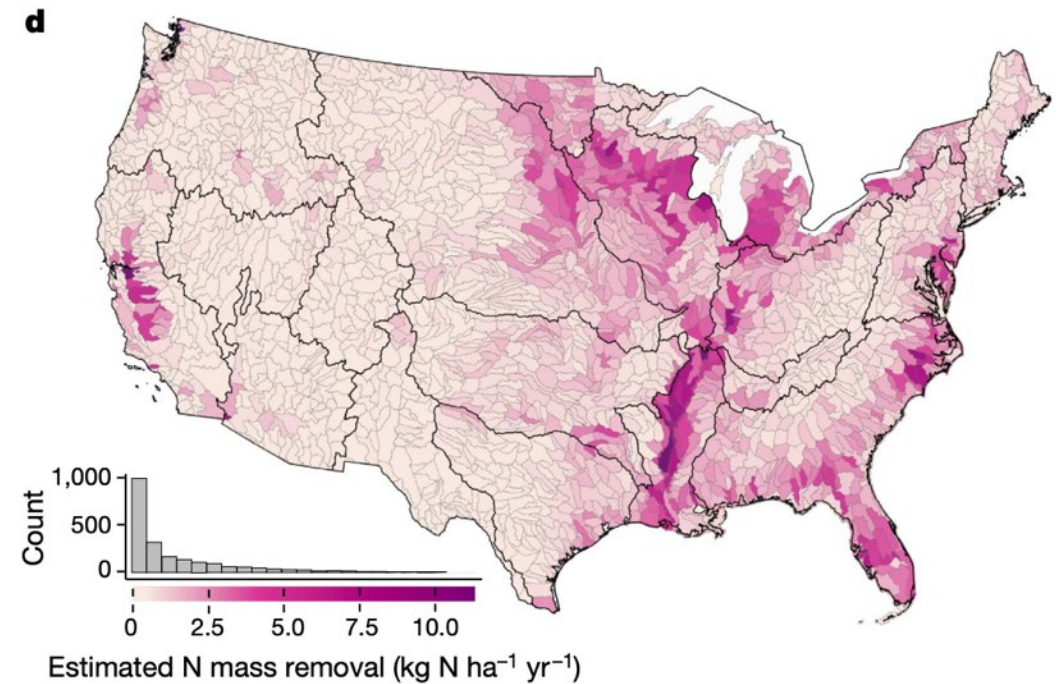 d
1,000
500
0
Count
0 2.5 5.0 7.5 10.0
Estimated N mass removal (kg N ha⁻¹ yr⁻¹)